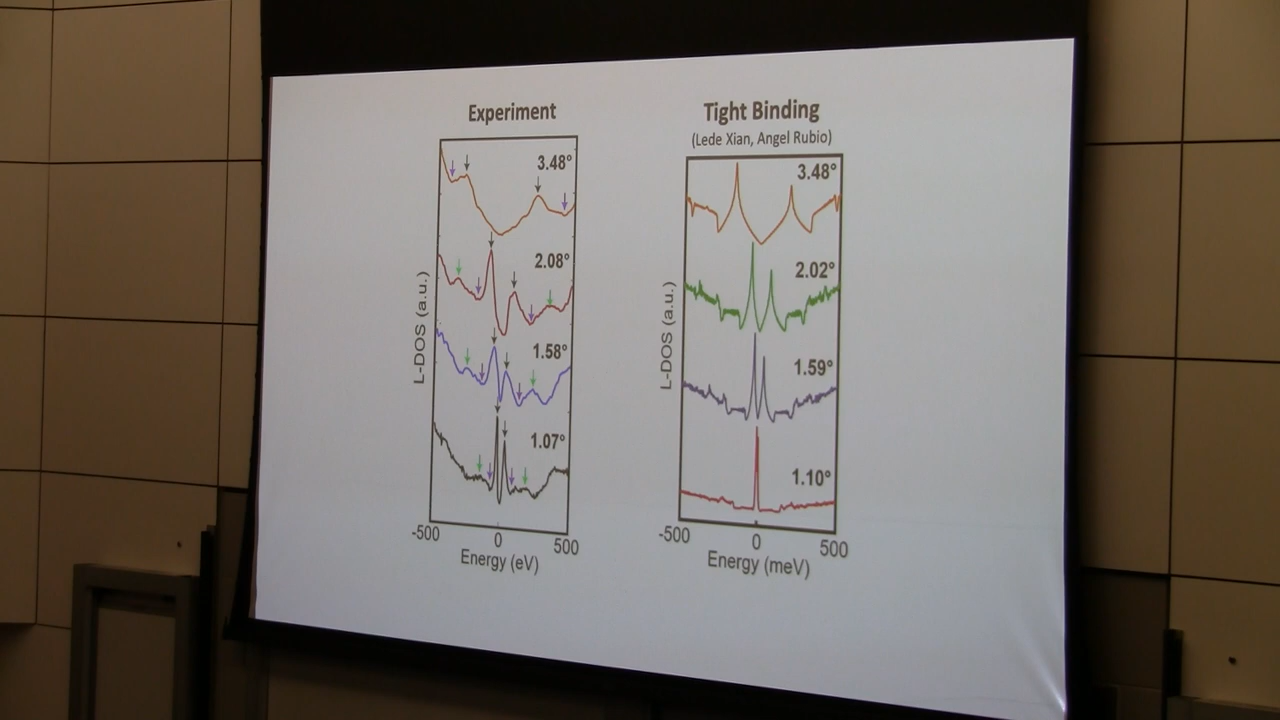 Experiment
L-DOS (a.u.)
3.48°
2.08°
1.58°
1.07°
-500
0
500
Energy (eV)
Tight Binding
(Lede Xian, Angel Rubio)
L-DOS (a.u.)
3.48°
2.02°
1.59°
1.10°
-500
0
500
Energy (meV)